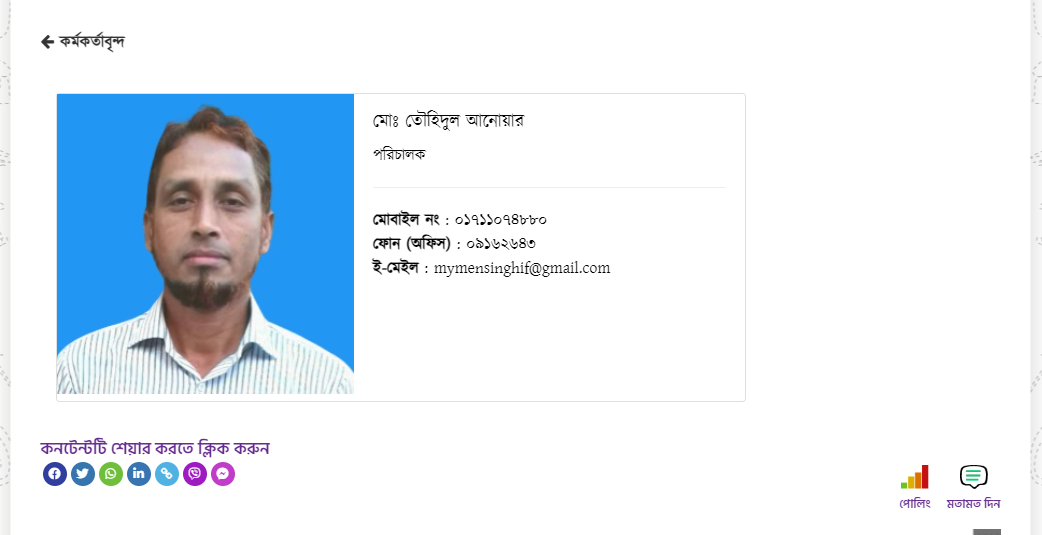 কর্মকর্তাবৃন্দ
মোঃ তৌহিদুল আনোয়ার
পরিচালক
মোবাইল নং : ০১৭১১০৭৪৮৮০
ফোন (অফিস) : ০৯১৬২৬৪৩
ই-মেইল : mymensinghif@gmail.com
কনটেন্টটি শেয়ার করতে ক্লিক করুন
পোলিং মতামত দিন